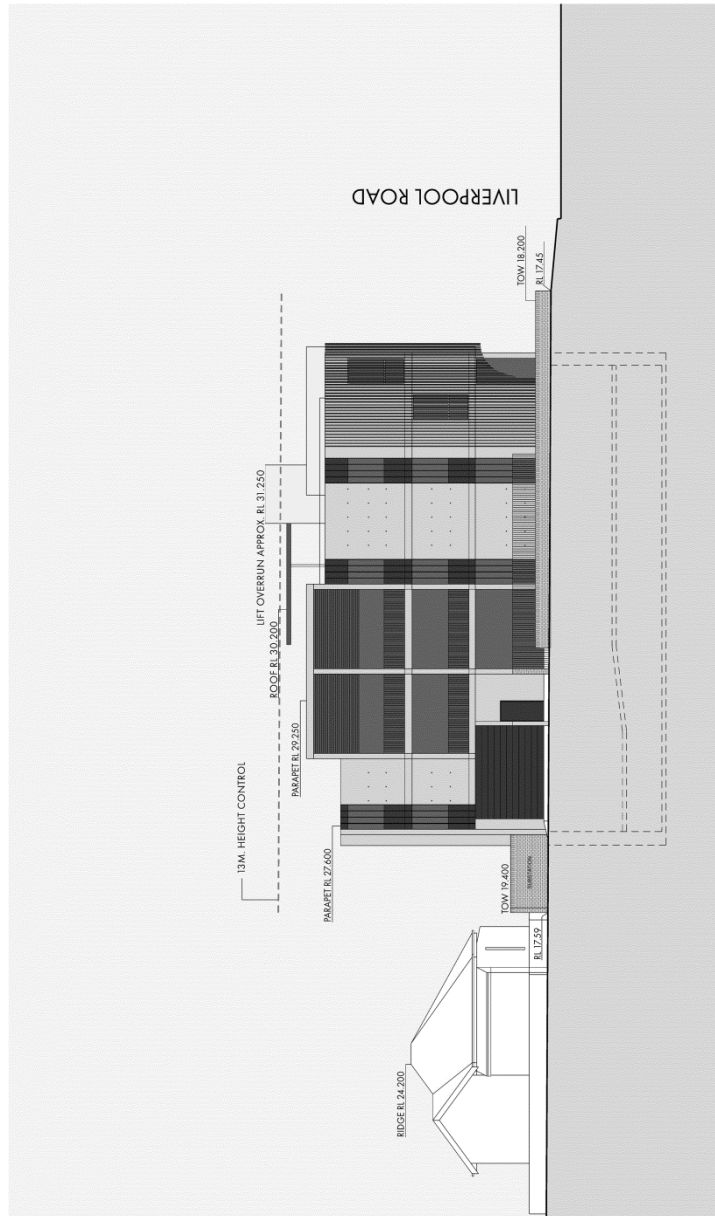 LIVERPOOL ROAD
13M. HEIGHT CONTROL
LIFT OVERRUN APPROX. RL 31.250
ROOF RL 30.200
PARAPET RL 29.250
PARAPET RL 27.600
RIDGE RL 24.200
TOW 19.400
SUBSTATION
RL 17.59
TOW 18.200
RL 17.45